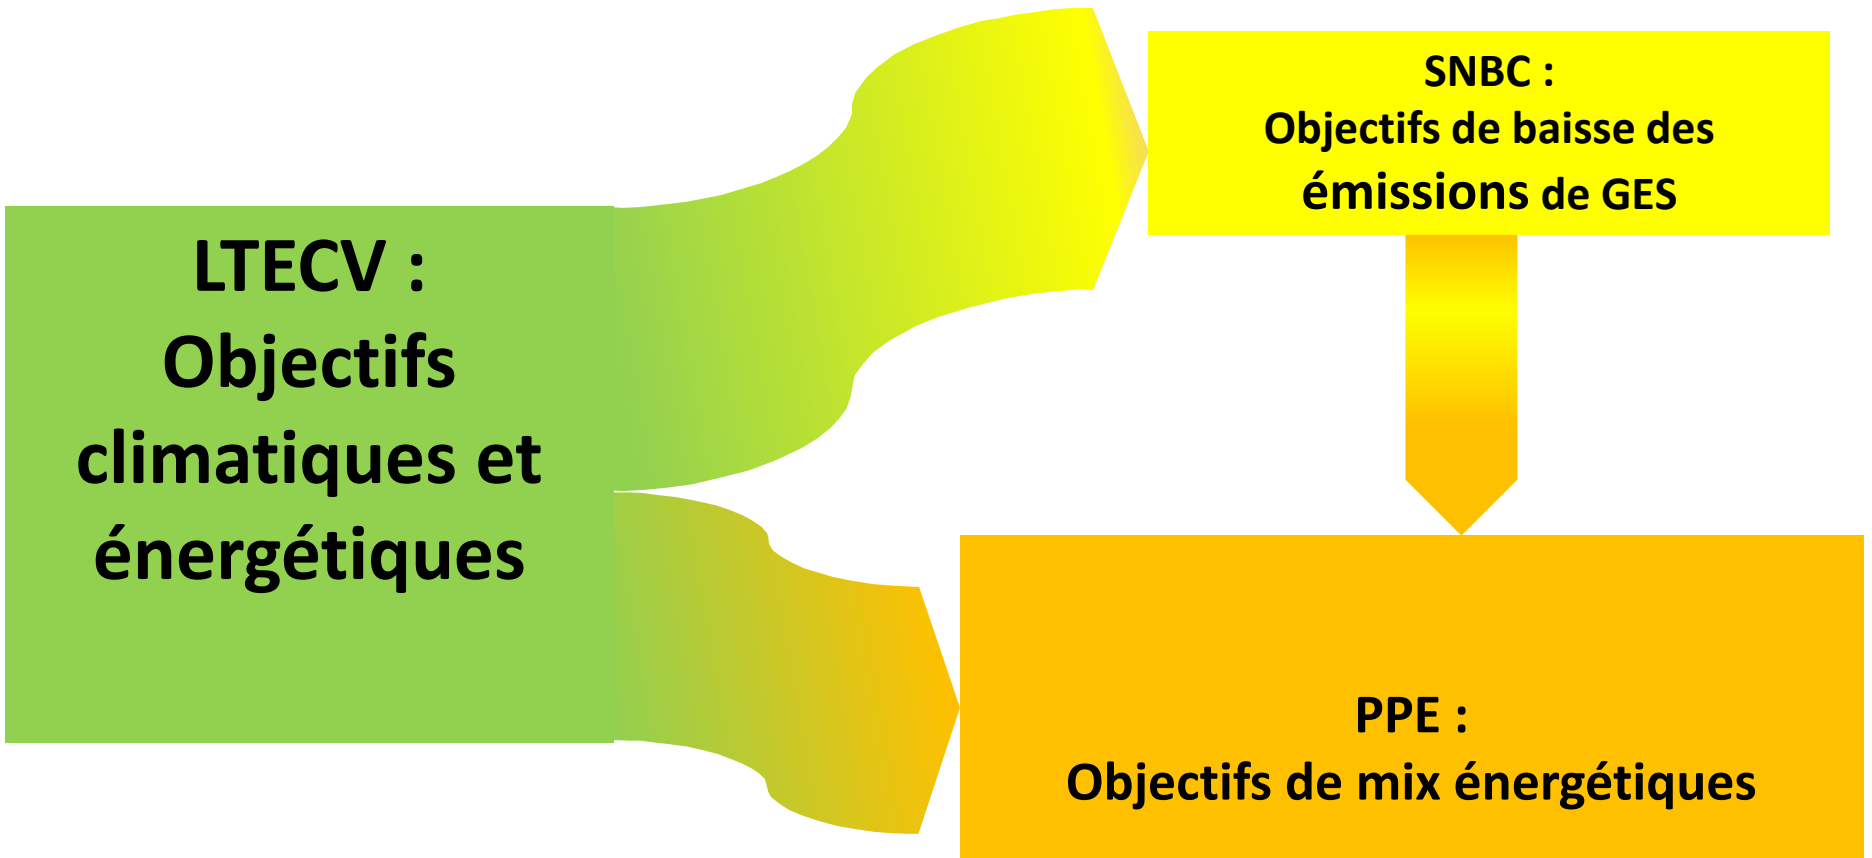 LTECV :
Objectifs
climatiques et
énergétiques
SNBC :
Objectifs de baisse des
émissions de GES
PPE :
Objectifs de mix énergétiques